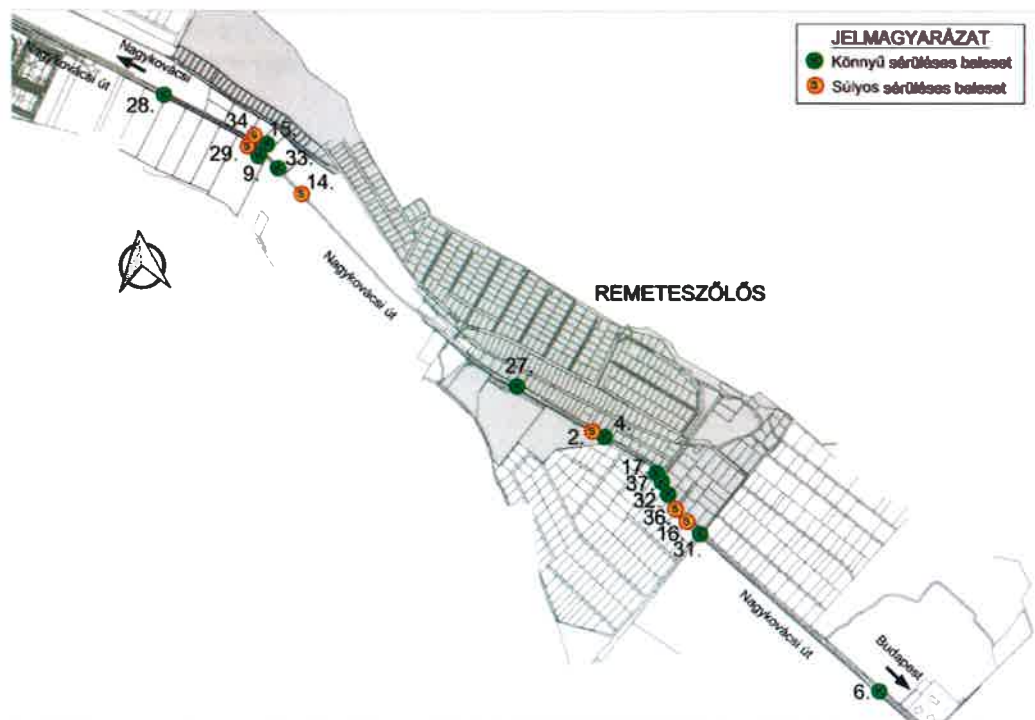 JELMAGYARÁZAT
Könnyű sérüléses baleset
Súlyos sérüléses baleset
Nagykovácsi
Nagykovácsi út
28.
34
15.
29.
9.
33.
14.
Nagykovácsi út
REMETESZŐLŐS
27.
2.
4.
17.
37.
32.
36.
16.
31.
Nagykovácsi út
Budapest
6.